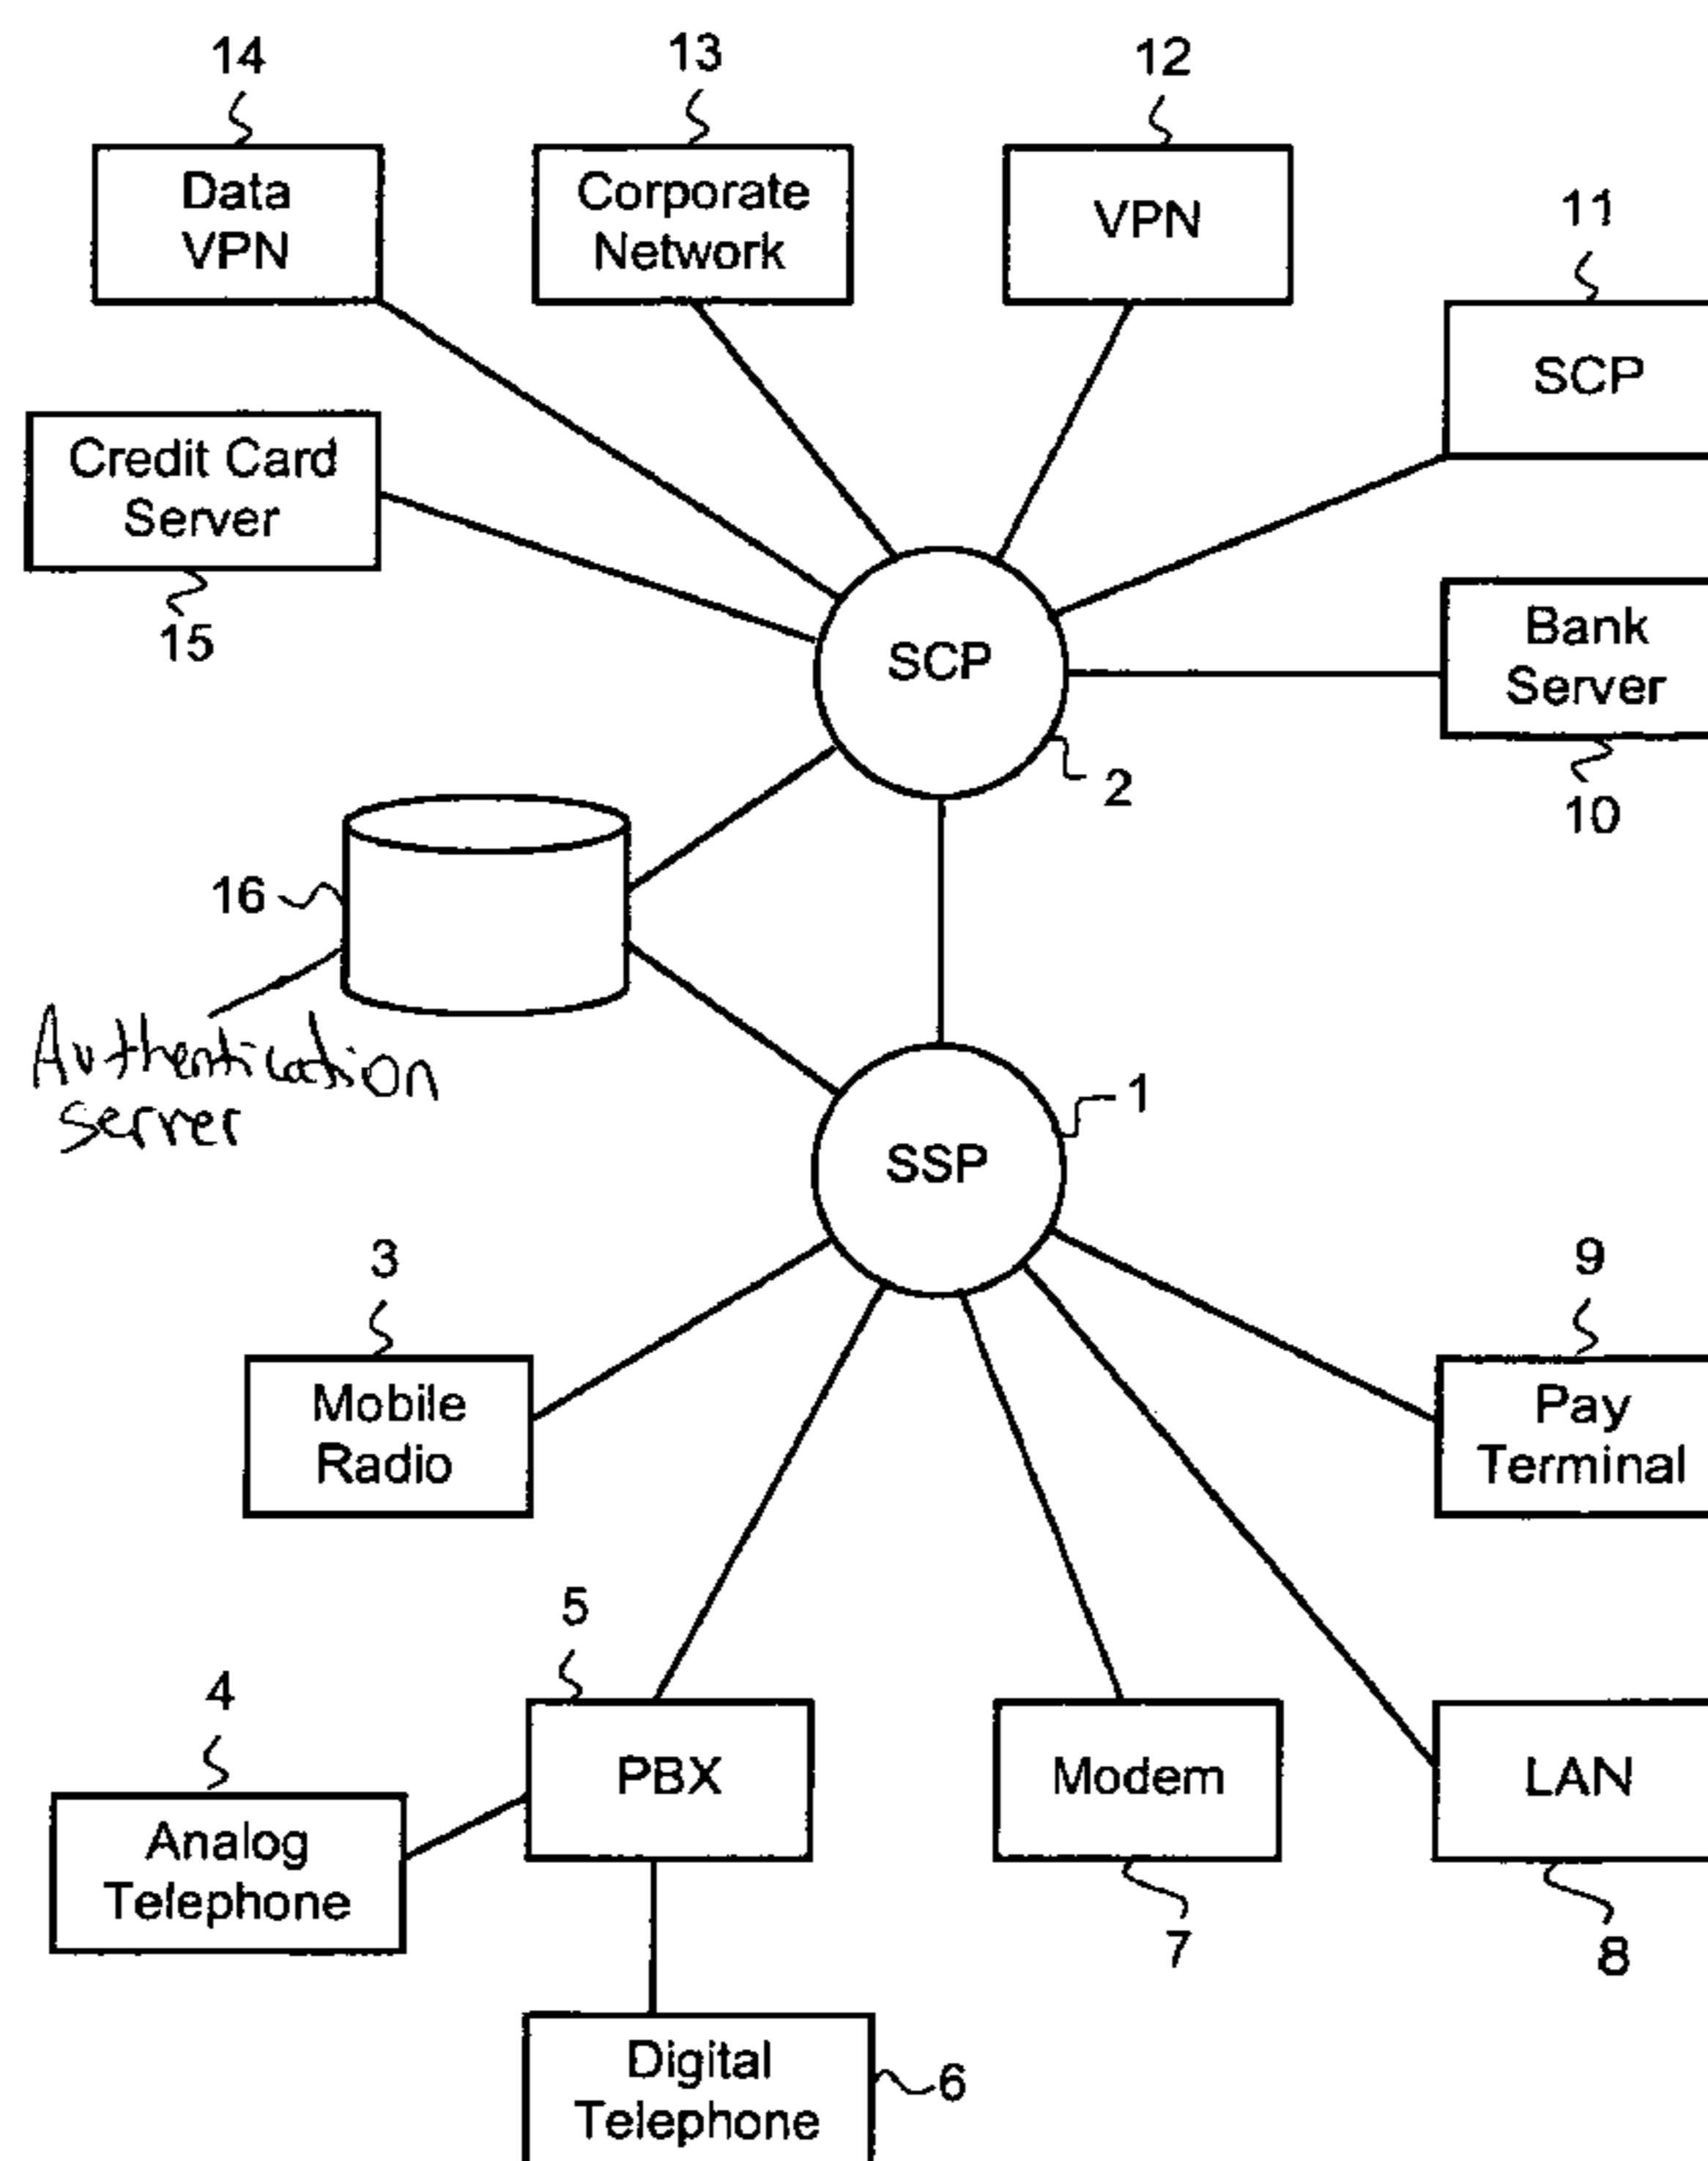 14
13
12
Data
VPN
Corporate
Network
VPN
11
SCP
Credit Card
Server
15
SCP
Bank
Server
2
10
16
Authentication
Server
1
SSP
3
9
Mobile
Radio
Pay
Terminal
5
4
PBX
Modem
LAN
Analog
Telephone
7
8
Digital
Telephone
6